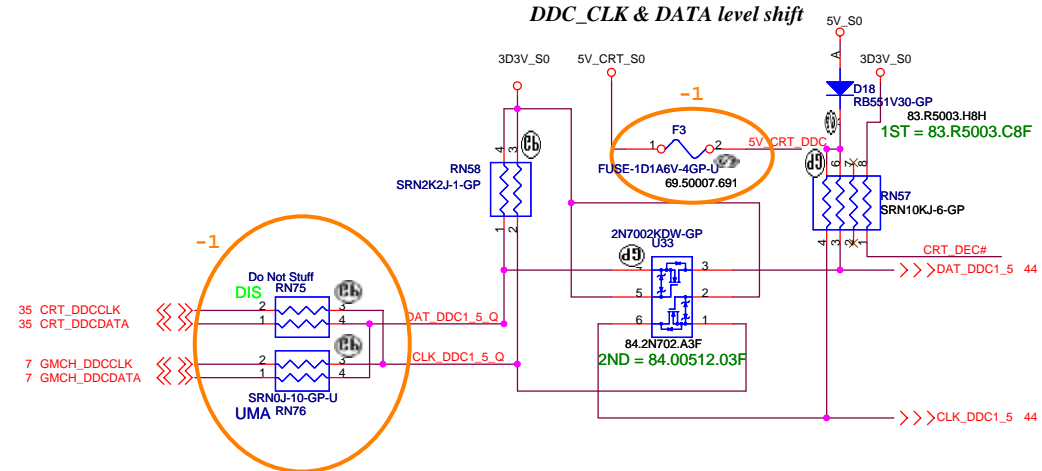 DDC_CLK & DATA level shift
5V_S0
3D3V_S0
5V_CRT_S0
3D3V_S0
A
-1
D18
RB551V30-GP
83.R5003.H8H
1ST = 83.R5003.C8F
F3
1
2
5V_CRT_DDC
FUSE-1D1A6V-4GP-U
69.50007.691
4
3
RN58
SRN2K2J-1-GP
1
2
5
6
7
8
RN57
SRN10KJ-6-GP
4
3
2
1
CRT_DEC#
2N7002KDW-GP
U33
4
3
5
2
6
1
84.2N702.A3F
2ND = 84.00512.03F
DAT_DDC1_5 44
CLK_DDC1_5 44
-1
Do Not Stuff
DIS
RN75
35 CRT_DDCCLK
35 CRT_DDCDATA
2
3
1
4
DAT_DDC1_5_Q
7 GMCH_DDCCLK
7 GMCH_DDCDATA
2
3
1
4
CLK_DDC1_5_Q
SRN0J-10-GP-U
UMA RN76